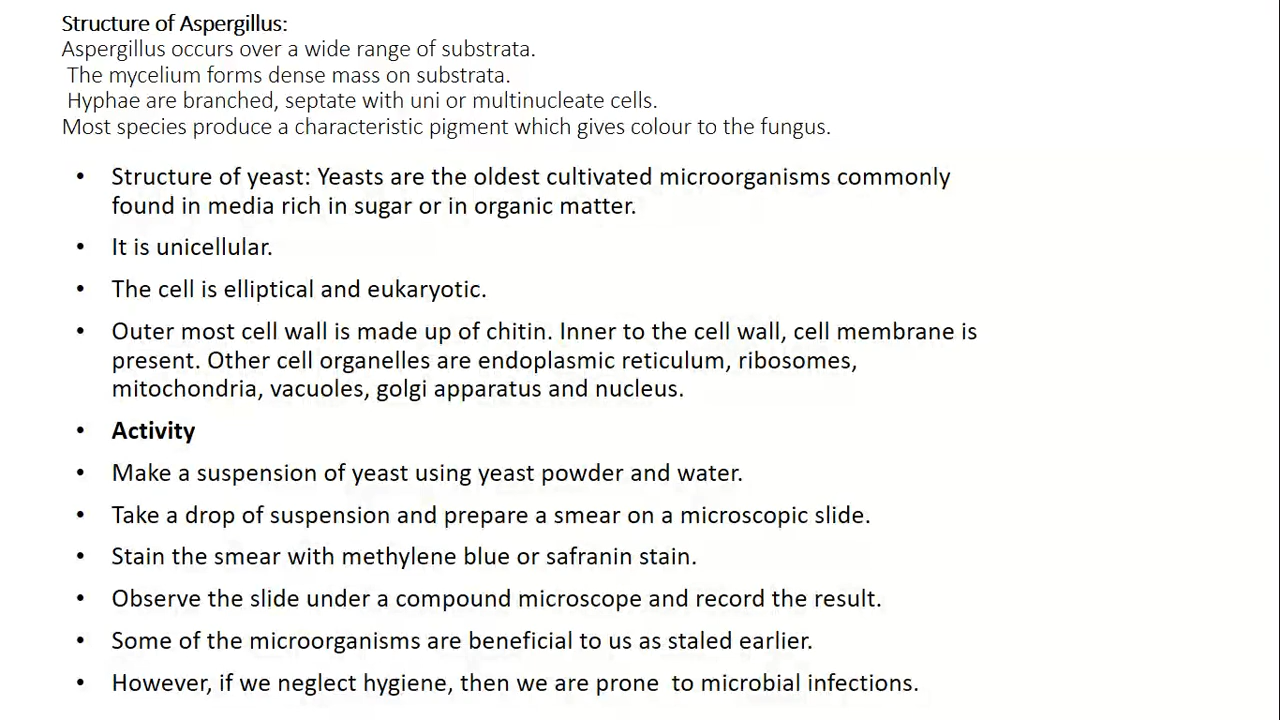 Structure of Aspergillus:
Aspergillus occurs over a wide range of substrata.
The mycelium forms dense mass on substrata.
Hyphae are branched, septate with uni or multinucleate cells.
Most species produce a characteristic pigment which gives colour to the fungus.
• Structure of yeast: Yeasts are the oldest cultivated microorganisms commonly
found in media rich in sugar or in organic matter.
• It is unicellular.
• The cell is elliptical and eukaryotic.
• Outer most cell wall is made up of chitin. Inner to the cell wall, cell membrane is
present. Other cell organelles are endoplasmic reticulum, ribosomes,
mitochondria, vacuoles, golgi apparatus and nucleus.
• Activity
• Make a suspension of yeast using yeast powder and water.
• Take a drop of suspension and prepare a smear on a microscopic slide.
• Stain the smear with methylene blue or safranin stain.
• Observe the slide under a compound microscope and record the result.
• Some of the microorganisms are beneficial to us as staled earlier.
• However, if we neglect hygiene, then we are prone  to microbial infections.